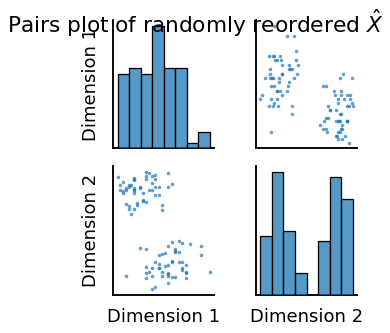 Pairs plot of randomly reordered X̂
Dimension 1
Dimension 2
Dimension 1
Dimension 2